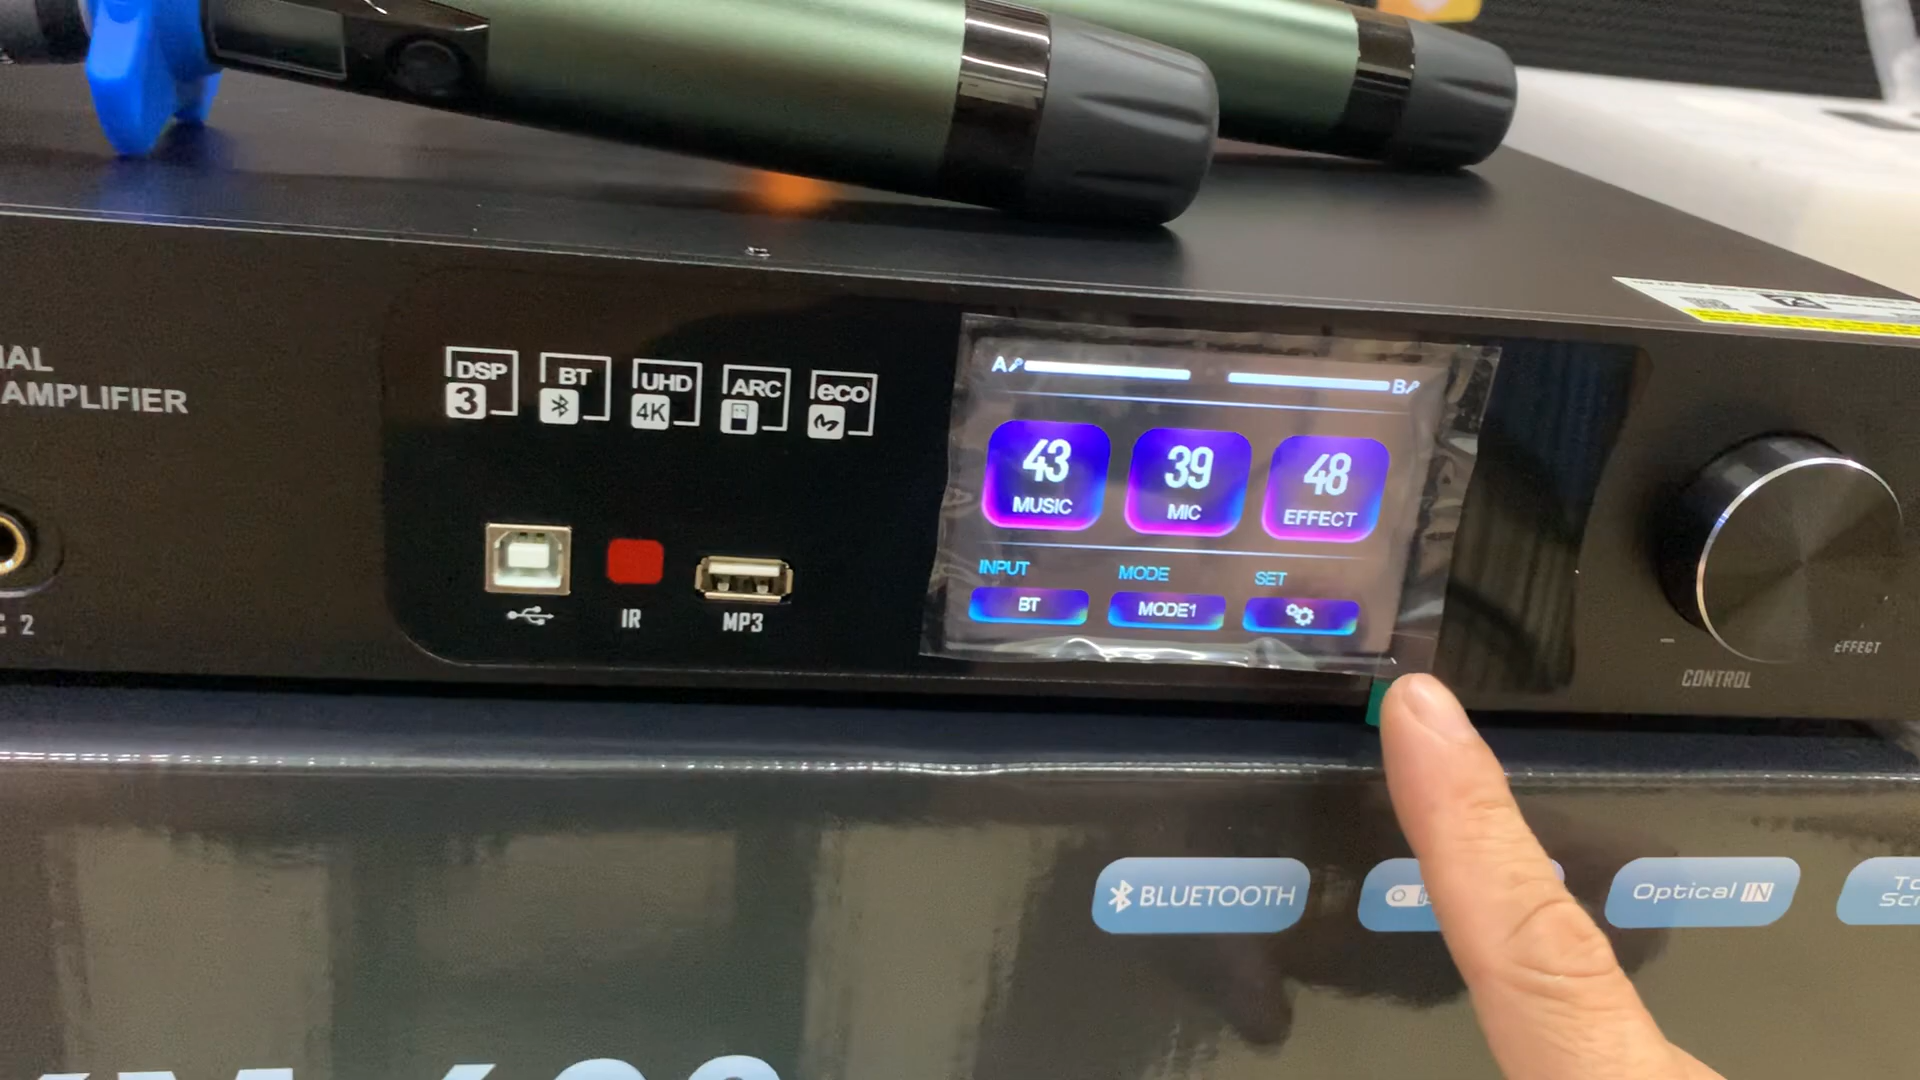 AMPLIFIER
DSP
3
BT
UHD
4K
ARC
eco
A
B
43
39
48
MUSIC
MIC
EFFECT
INPUT
MODE
SET
BT
MODE1
2
IR
MP3
CONTROL
EFFECT
BLUETOOTH
Optical IN